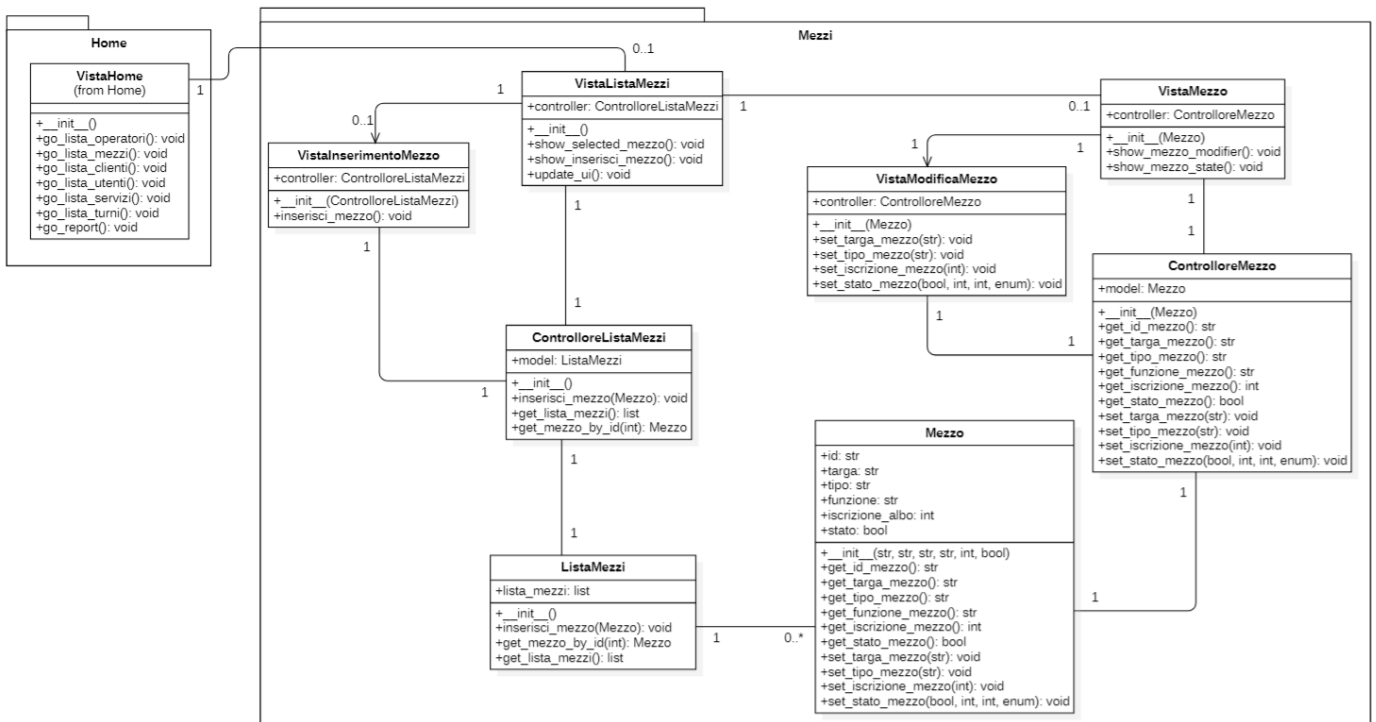 Home
VistaHome
(from Home)
+__init__()
+go_lista_operatori(): void
+go_lista_mezzi(): void
+go_lista_clienti(): void
+go_lista_utenti(): void
+go_lista_servizi(): void
+go_lista_turni(): void
+go_report(): void
1
0..1
Mezzi
VistaListaMezzi
+controller: ControlloreListaMezzi
+__init__()
+show_selected_mezzo(): void
+show_inserisci_mezzo(): void
+update_ui(): void
1
0..1
1
0..1
VistaInserimentoMezzo
+controller: ControlloreListaMezzi
+__init__(ControlloreListaMezzi)
+inserisci_mezzo(): void
VistaMezzo
+controller: ControlloreMezzo
+__init__(Mezzo)
+show_mezzo_modifier(): void
+show_mezzo_state(): void
1
1
VistaModificaMezzo
+controller: ControlloreMezzo
+__init__(Mezzo)
+set_targa_mezzo(str): void
+set_tipo_mezzo(str): void
+set_iscrizione_mezzo(int): void
+set_stato_mezzo(bool, int, int, enum): void
1
1
1
1
1
1
1
1
ControlloreMezzo
+model: Mezzo
+__init__(Mezzo)
+get_id_mezzo(): str
+get_targa_mezzo(): str
+get_tipo_mezzo(): str
+get_funzione_mezzo(): str
+get_iscrizione_mezzo(): int
+get_stato_mezzo(): bool
+set_targa_mezzo(str): void
+set_tipo_mezzo(str): void
+set_iscrizione_mezzo(int): void
+set_stato_mezzo(bool, int, int, enum): void
ControlloreListaMezzi
+model: ListaMezzi
+__init__()
+inserisci_mezzo(Mezzo): void
+get_lista_mezzi(): list
+get_mezzo_by_id(int): Mezzo
1
1
ListaMezzi
+lista_mezzi: list
+__init__()
+inserisci_mezzo(Mezzo): void
+get_mezzo_by_id(int): Mezzo
+get_lista_mezzi(): list
1
0..*
Mezzo
+id: str
+targa: str
+tipo: str
+funzione: str
+iscrizione_albo: int
+stato: bool
+__init__(str, str, str, str, int, bool)
+get_id_mezzo(): str
+get_targa_mezzo(): str
+get_tipo_mezzo(): str
+get_funzione_mezzo(): str
+get_iscrizione_mezzo(): int
+get_stato_mezzo(): bool
+set_targa_mezzo(str): void
+set_tipo_mezzo(str): void
+set_iscrizione_mezzo(int): void
+set_stato_mezzo(bool, int, int, enum): void
1
1